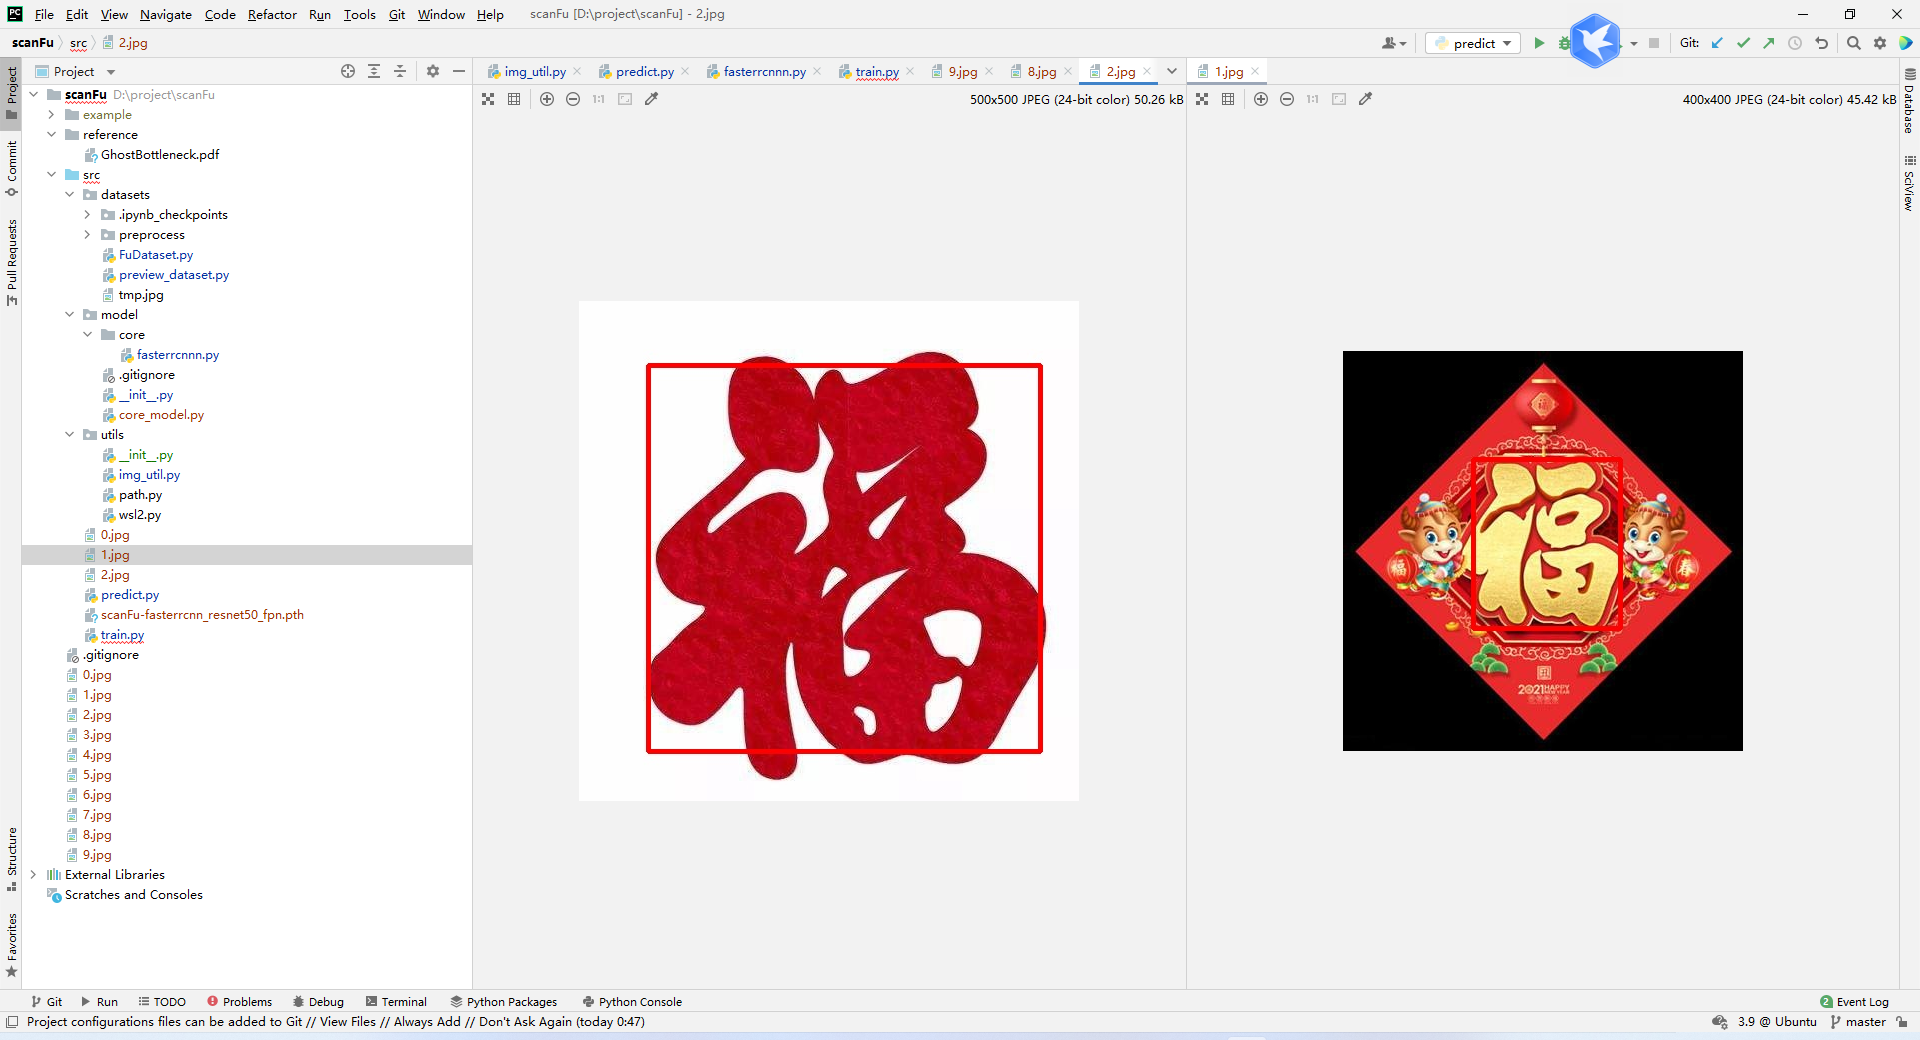 File Edit View Navigate Code Refactor Run Tools Git Window Help scanFu [D:\project\scanFu] - 2.jpg
scanFu src 2.jpg predict Git:
Project
Commit
Pull Requests
Structure
Favorites
Project
scanFu D:\project\scanFu
example
reference
GhostBottleneck.pdf
src
datasets
.ipynb_checkpoints
preprocess
FuDataset.py
preview_dataset.py
tmp.jpg
model
core
fasterrcnnn.py
.gitignore
__init__.py
core_model.py
utils
__init__.py
img_util.py
path.py
wsl2.py
0.jpg
1.jpg
2.jpg
predict.py
scanFu-fasterrcnn_resnet50_fpn.pth
train.py
.gitignore
0.jpg
1.jpg
2.jpg
3.jpg
4.jpg
5.jpg
6.jpg
7.jpg
8.jpg
9.jpg
External Libraries
Scratches and Consoles
img_util.py predict.py fasterrcnnn.py train.py 9.jpg 8.jpg 2.jpg
1:1 500x500 JPEG (24-bit color) 50.26 kB
福
1.jpg
1:1 400x400 JPEG (24-bit color) 45.42 kB
福
福
福
春
2021 HAPPY
NEW YEAR
Database
SciView
Git Run TODO Problems Debug Terminal Python Packages Python Console 2 Event Log
Project configurations files can be added to Git // View Files // Always Add // Don't Ask Again (today 0:47) 3.9 @ Ubuntu master